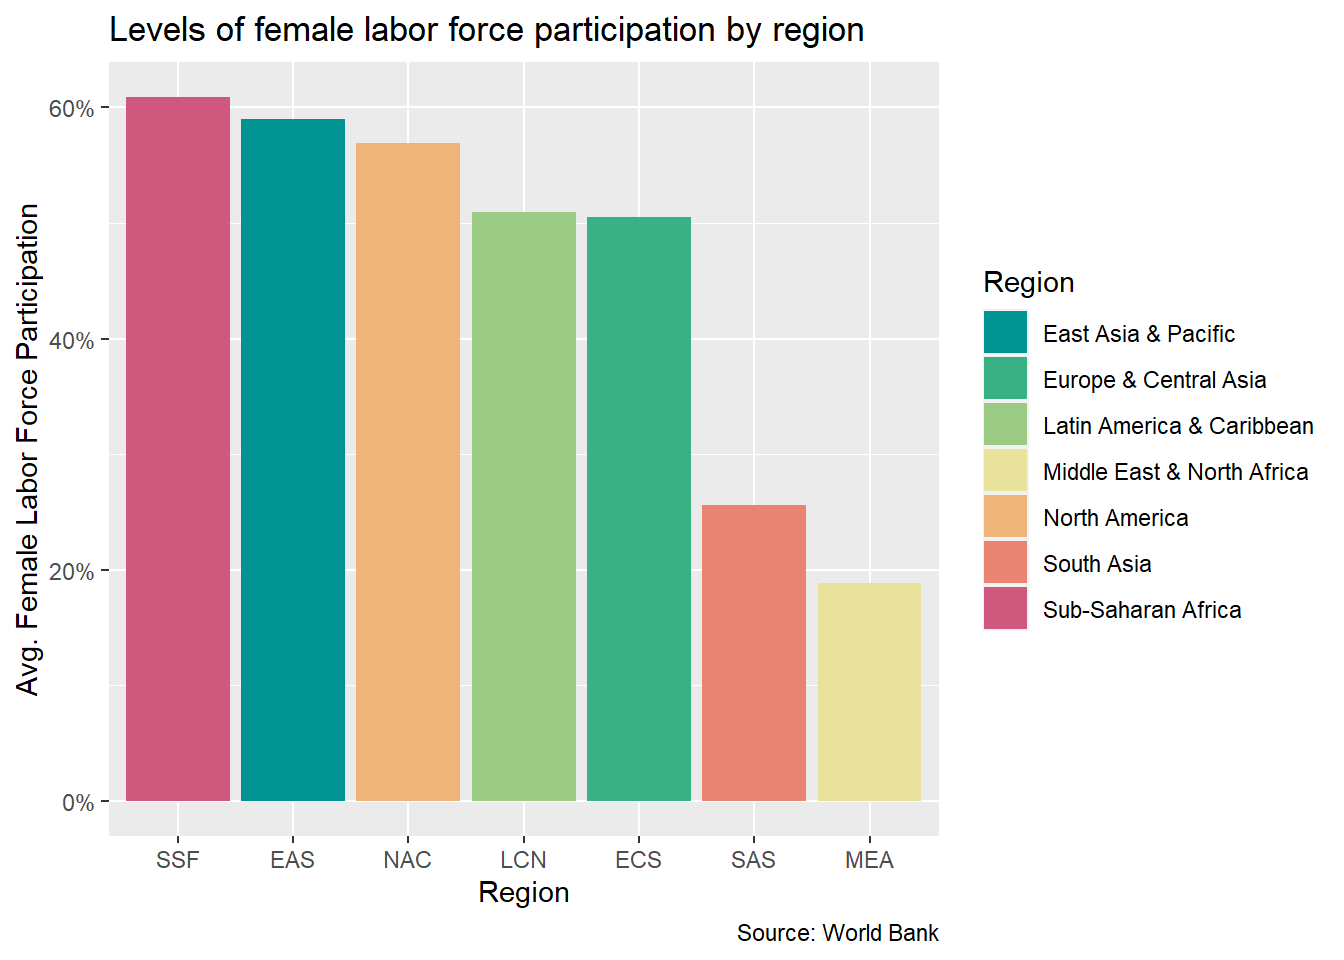 Levels of female labor force participation by region
Avg. Female Labor Force Participation
60%
40%
20%
0%
SSF
EAS
NAC
LCN
ECS
SAS
MEA
Region
Source: World Bank
Region
East Asia & Pacific
Europe & Central Asia
Latin America & Caribbean
Middle East & North Africa
North America
South Asia
Sub-Saharan Africa